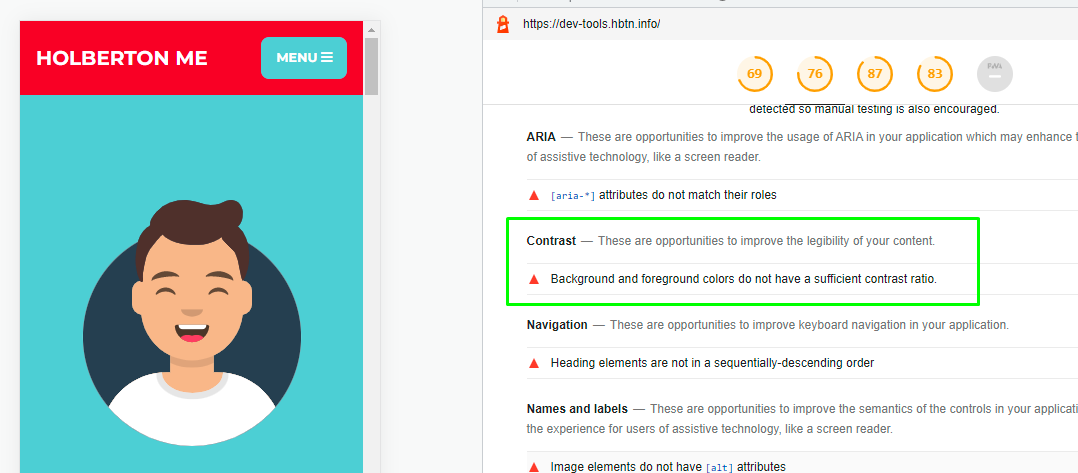 HOLBERTON ME
MENU
https://dev-tools.hbtn.info/
69
76
87
83
PWA
detected so manual testing is also encouraged.
ARIA — These are opportunities to improve the usage of ARIA in your application which may enhance t
of assistive technology, like a screen reader.
[aria-*] attributes do not match their roles
Contrast — These are opportunities to improve the legibility of your content.
Background and foreground colors do not have a sufficient contrast ratio.
Navigation — These are opportunities to improve keyboard navigation in your application.
Heading elements are not in a sequentially-descending order
Names and labels — These are opportunities to improve the semantics of the controls in your applicati
the experience for users of assistive technology, like a screen reader.
Image elements do not have [alt] attributes